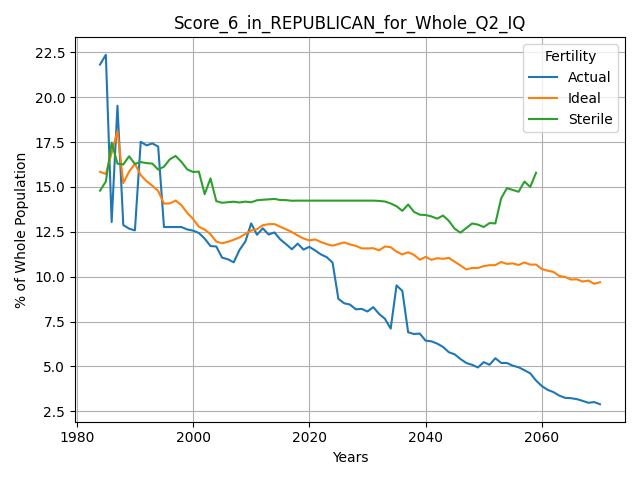 Score_6_in_REPUBLICAN_for_Whole_Q2_IQ
% of Whole Population
22.5
20.0
17.5
15.0
12.5
10.0
7.5
5.0
2.5
Fertility
Actual
Ideal
Sterile
1980
2000
2020
2040
2060
Years